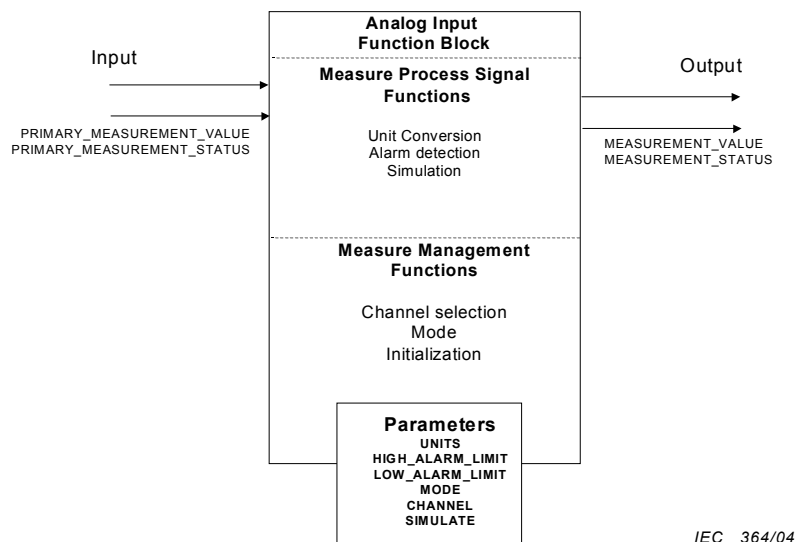 Analog Input
Function Block
Input
Output
Measure Process Signal
Functions
PRIMARY_MEASUREMENT_VALUE
PRIMARY_MEASUREMENT_STATUS
Unit Conversion
Alarm detection
Simulation
MEASUREMENT_VALUE
MEASUREMENT_STATUS
Measure Management
Functions
Channel selection
Mode
Initialization
Parameters
UNITS
HIGH_ALARM_LIMIT
LOW_ALARM_LIMIT
MODE
CHANNEL
SIMULATE
IEC 364/04